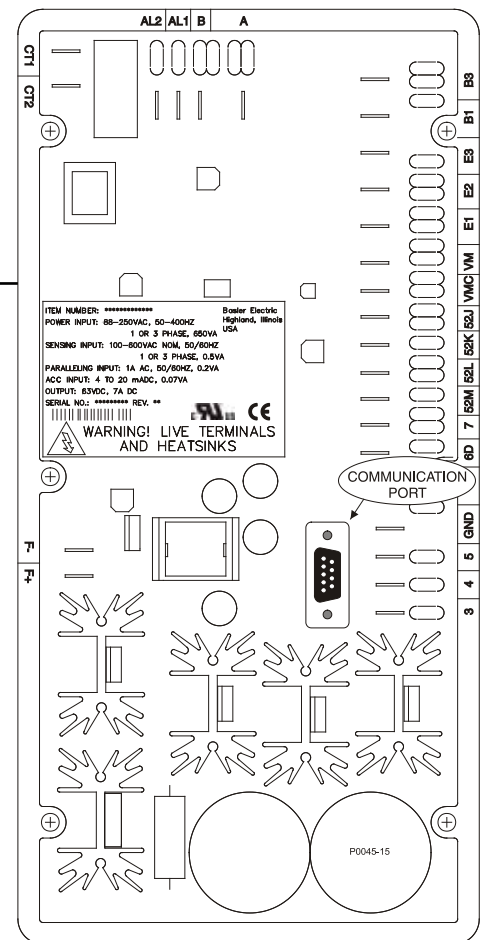 AL2 AL1 B A
CT1
CT2
B3
B1
E3
E2
E1
VM
VMC
52J
52K
52L
52M
7
6D
ITEM NUMBER: *************
POWER INPUT: 88-250VAC, 50-400HZ
1 OR 3 PHASE, 650VA
SENSING INPUT: 100-600VAC NOM, 50/60HZ
1 OR 3 PHASE, 0.5VA
PARALLELING INPUT: 1A AC, 50/60HZ, 0.2VA
ACC INPUT: 4 TO 20 mADC, 0.07VA
OUTPUT: 63VDC, 7A DC
SERIAL NO.: ********* REV. **
Basler Electric
Highland, Illinois
USA
CE
WARNING! LIVE TERMINALS
AND HEATSINKS
COMMUNICATION
PORT
GND
5
4
3
F-
F+
P0045-15